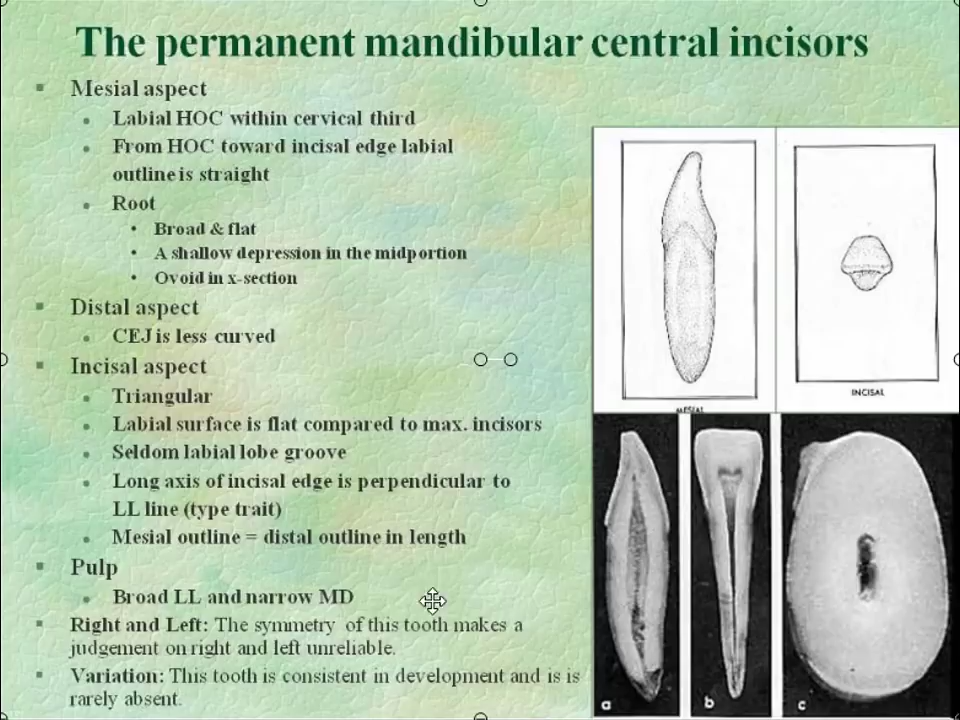 The permanent mandibular central incisors
Mesial aspect
Labial HOC within cervical third
From HOC toward incisal edge labial
outline is straight
Root
Broad & flat
A shallow depression in the midportion
Ovoid in x-section
Distal aspect
CEJ is less curved
Incisal aspect
Triangular
Labial surface is flat compared to max. incisors
Seldom labial lobe groove
Long axis of incisal edge is perpendicular to
LL line (type trait)
Mesial outline = distal outline in length
Pulp
Broad LL and narrow MD
Right and Left: The symmetry of this tooth makes a
judgement on right and left unreliable.
Variation: This tooth is consistent in development and is is
rarely absent.
MESIAL
INCISAL
a
b
c